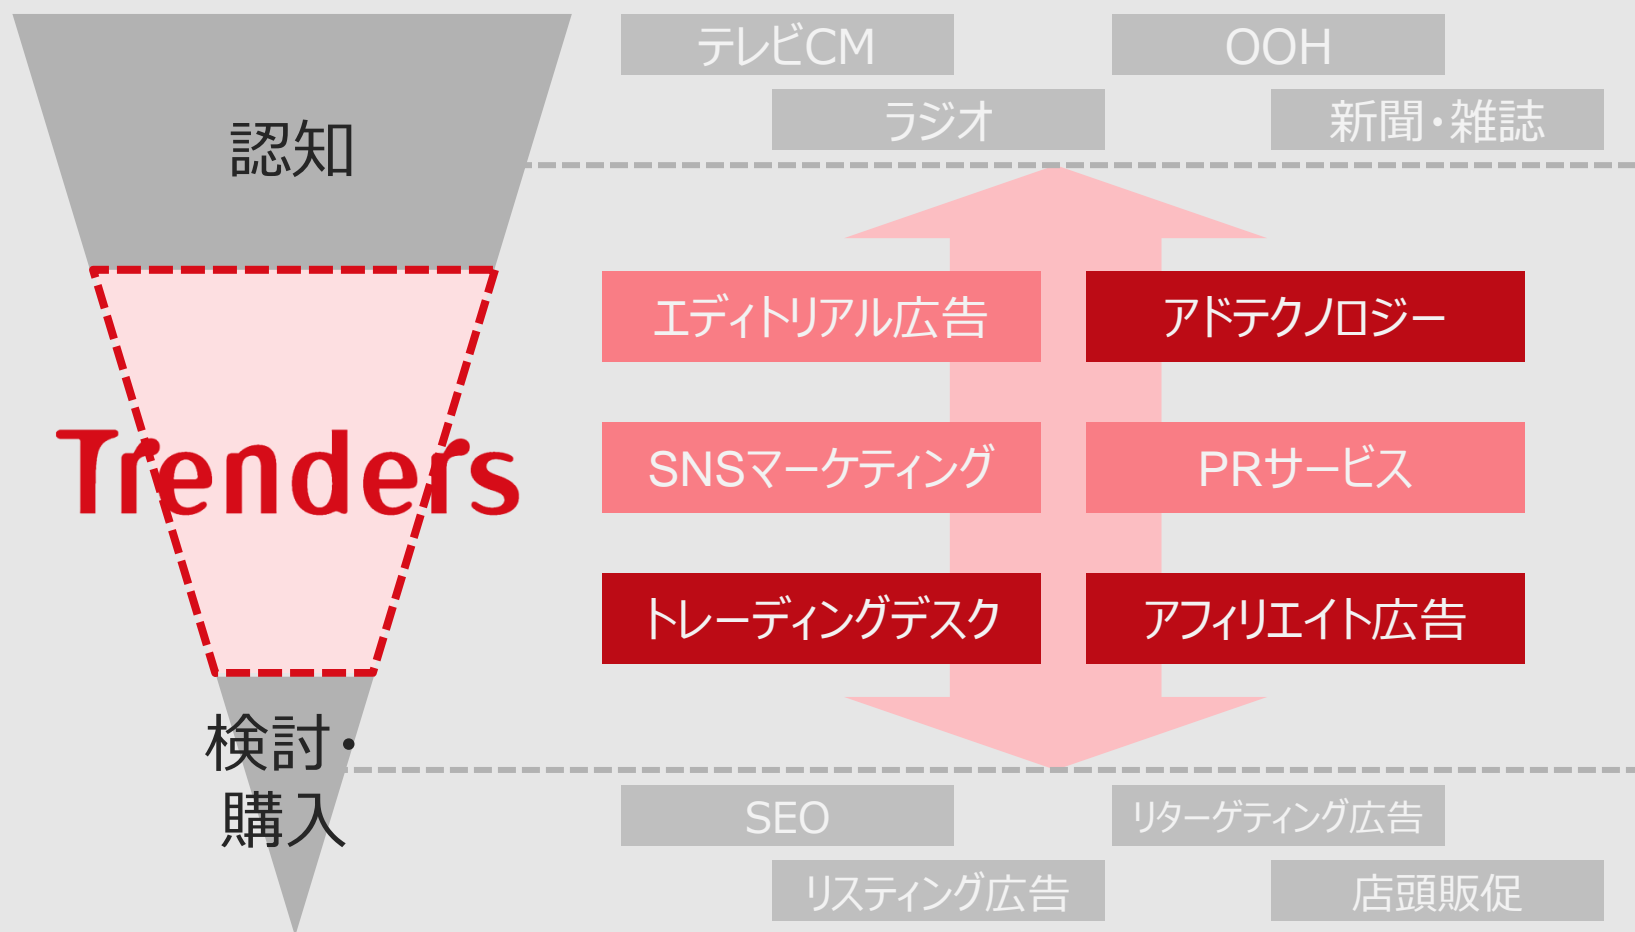 認知
Trenders
検討・
購入
テレビCM
OOH
ラジオ
新聞・雑誌
エディトリアル広告
アドテクノロジー
SNSマーケティング
PRサービス
トレーディングデスク
アフィリエイト広告
SEO
リターゲティング広告
リスティング広告
店頭販促